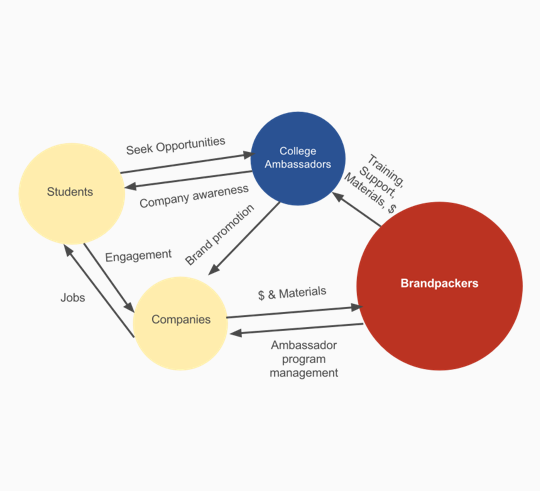 Seek Opportunities
College
Ambassadors
Training,
Support,
Materials, $
Students
Company awareness
Brand promotion
Engagement
Jobs
Companies
$ & Materials
Brandpackers
Ambassador
program
management